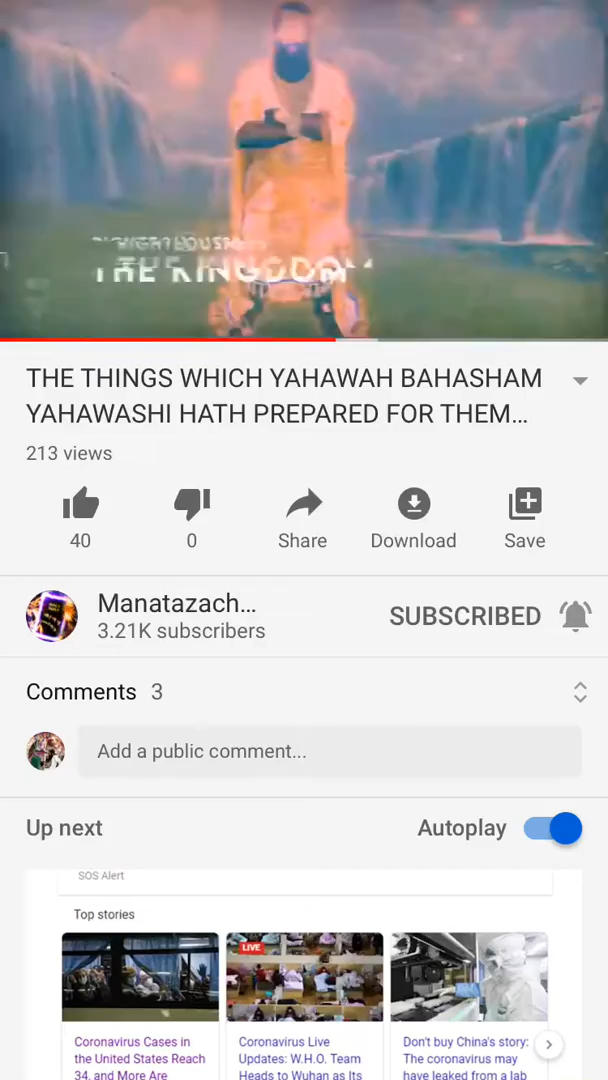 RIGHTEOUS
THE KINGDOM
THE THINGS WHICH YAHAWAH BAHASHAM
YAHAWASHI HATH PREPARED FOR THEM...
213 views
40
0
Share
Download
Save
Manatazach...
3.21K subscribers
SUBSCRIBED
Comments 3
Add a public comment...
Up next
Autoplay
SOS Alert
Top stories
LIVE
Coronavirus Cases in
the United States Reach
34, and More Are
Coronavirus Live
Updates: W.H.O. Team
Heads to Wuhan as Its
Don't buy China's story:
The coronavirus may
have leaked from a lab